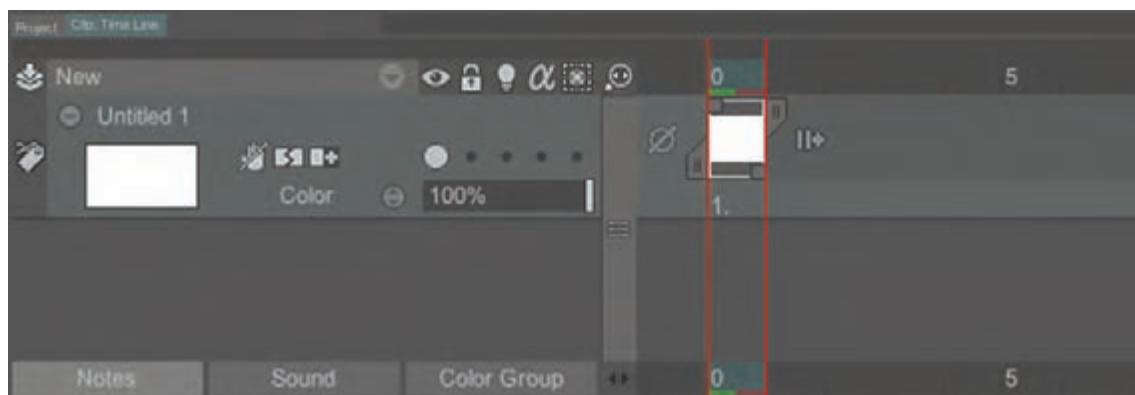 Project Clip: Time Line
New
0 5
Untitled 1
Color 100%
1.
Notes Sound Color Group 0 5